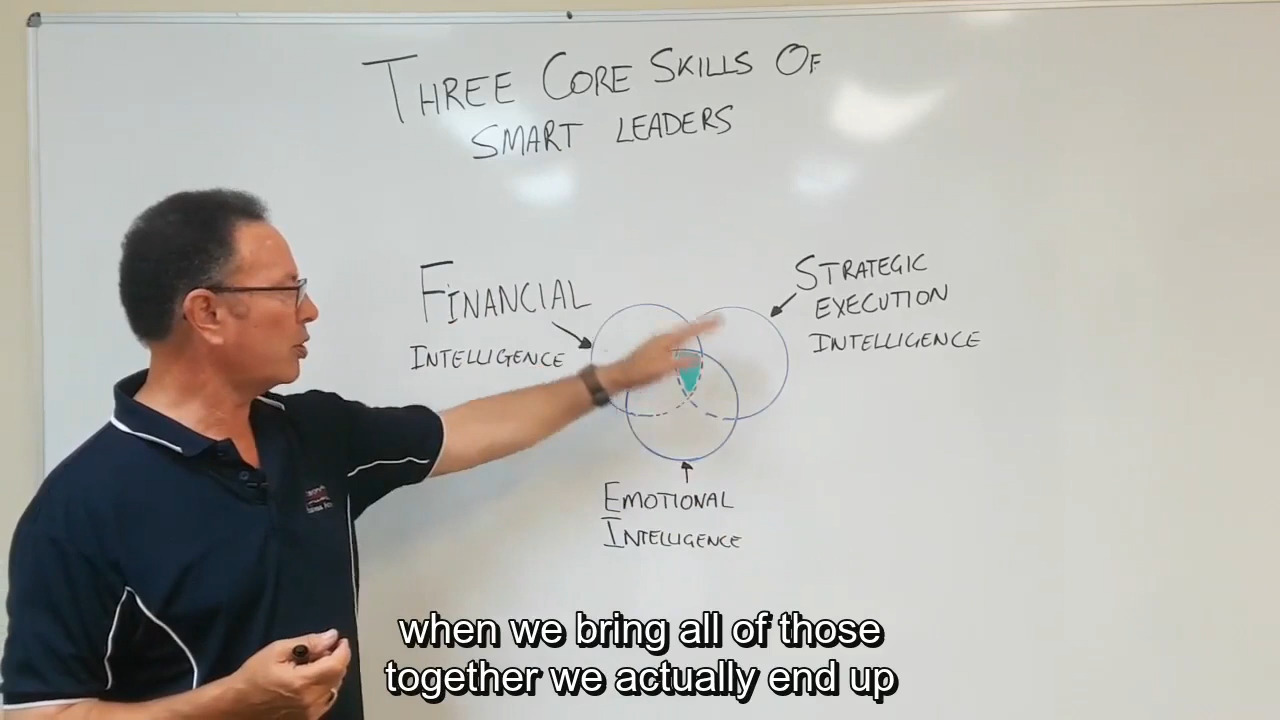 THREE CORE SKILLS OF
SMART LEADERS
FINANCIAL
INTELLIGENCE
STRATEGIC
EXECUTION
INTELLIGENCE
EMOTIONAL
INTELLIGENCE
when we bring all of those
together we actually end up